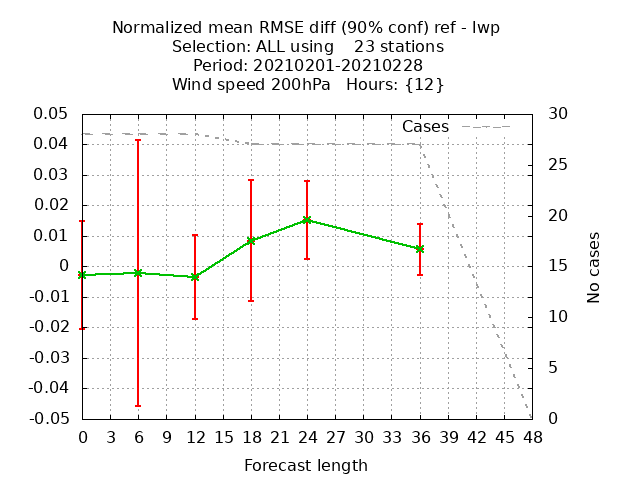 Normalized mean RMSE diff (90% conf) ref - lwp
Selection: ALL using    23 stations
Period: 20210201-20210228
Wind speed 200hPa   Hours: {12}
0.05
0.04
0.03
0.02
0.01
0
-0.01
-0.02
-0.03
-0.04
-0.05
Cases
30
25
20
15
10
5
0
No cases
0 3 6 9 12 15 18 21 24 27 30 33 36 39 42 45 48
Forecast length